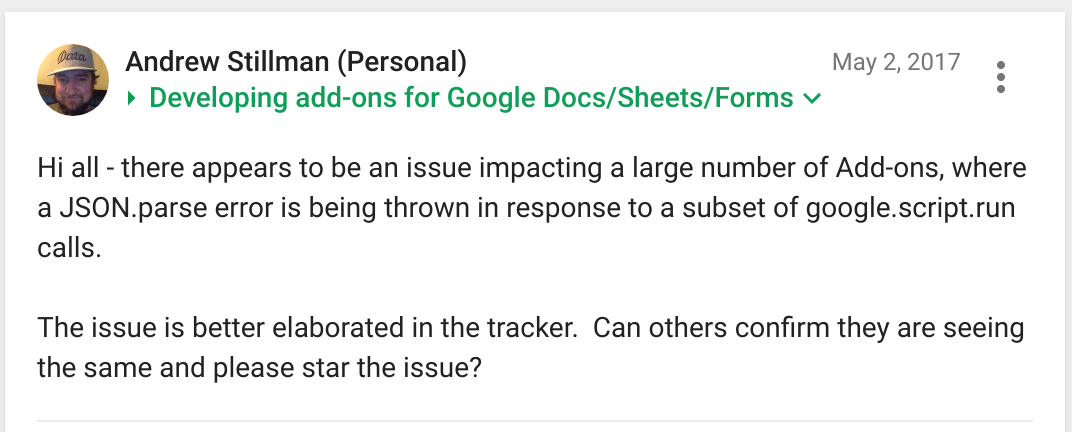 Data
Andrew Stillman (Personal)
May 2, 2017
Developing add-ons for Google Docs/Sheets/Forms
Hi all - there appears to be an issue impacting a large number of Add-ons, where
a JSON.parse error is being thrown in response to a subset of google.script.run
calls.
The issue is better elaborated in the tracker.  Can others confirm they are seeing
the same and please star the issue?